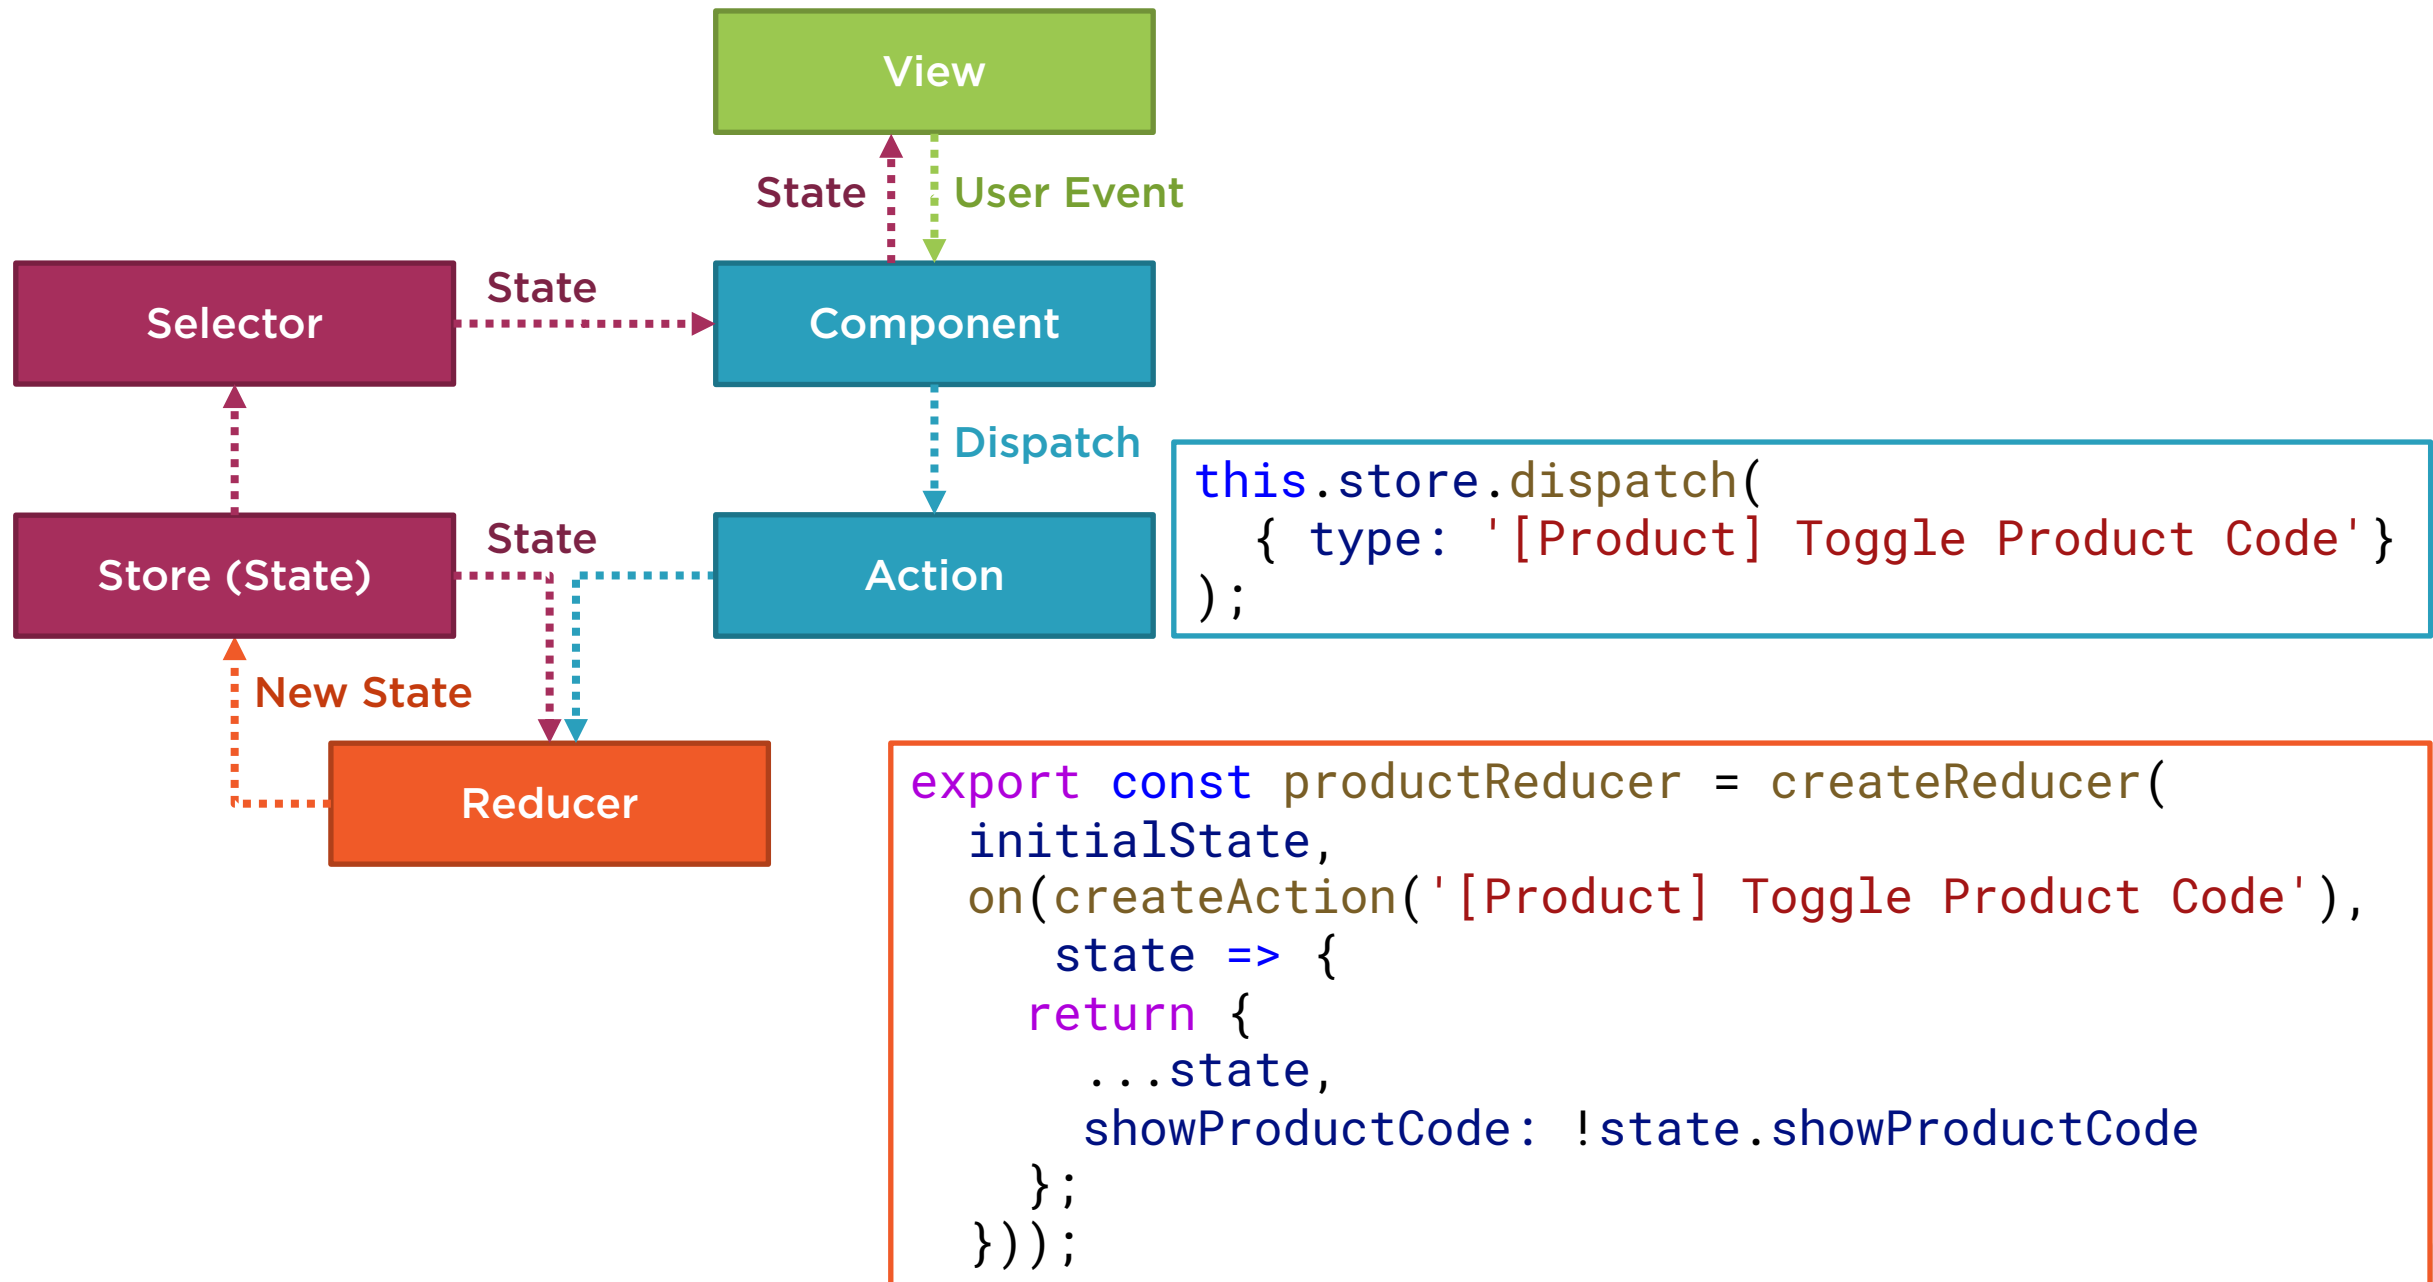 View
State
User Event
Selector
State
Component
Dispatch
Store (State)
State
Action
this.store.dispatch(
  { type: '[Product] Toggle Product Code'}
);
New State
Reducer
export const productReducer = createReducer(
  initialState,
  on(createAction('[Product] Toggle Product Code'),
     state => {
    return {
      ...state,
      showProductCode: !state.showProductCode
    };
  }));